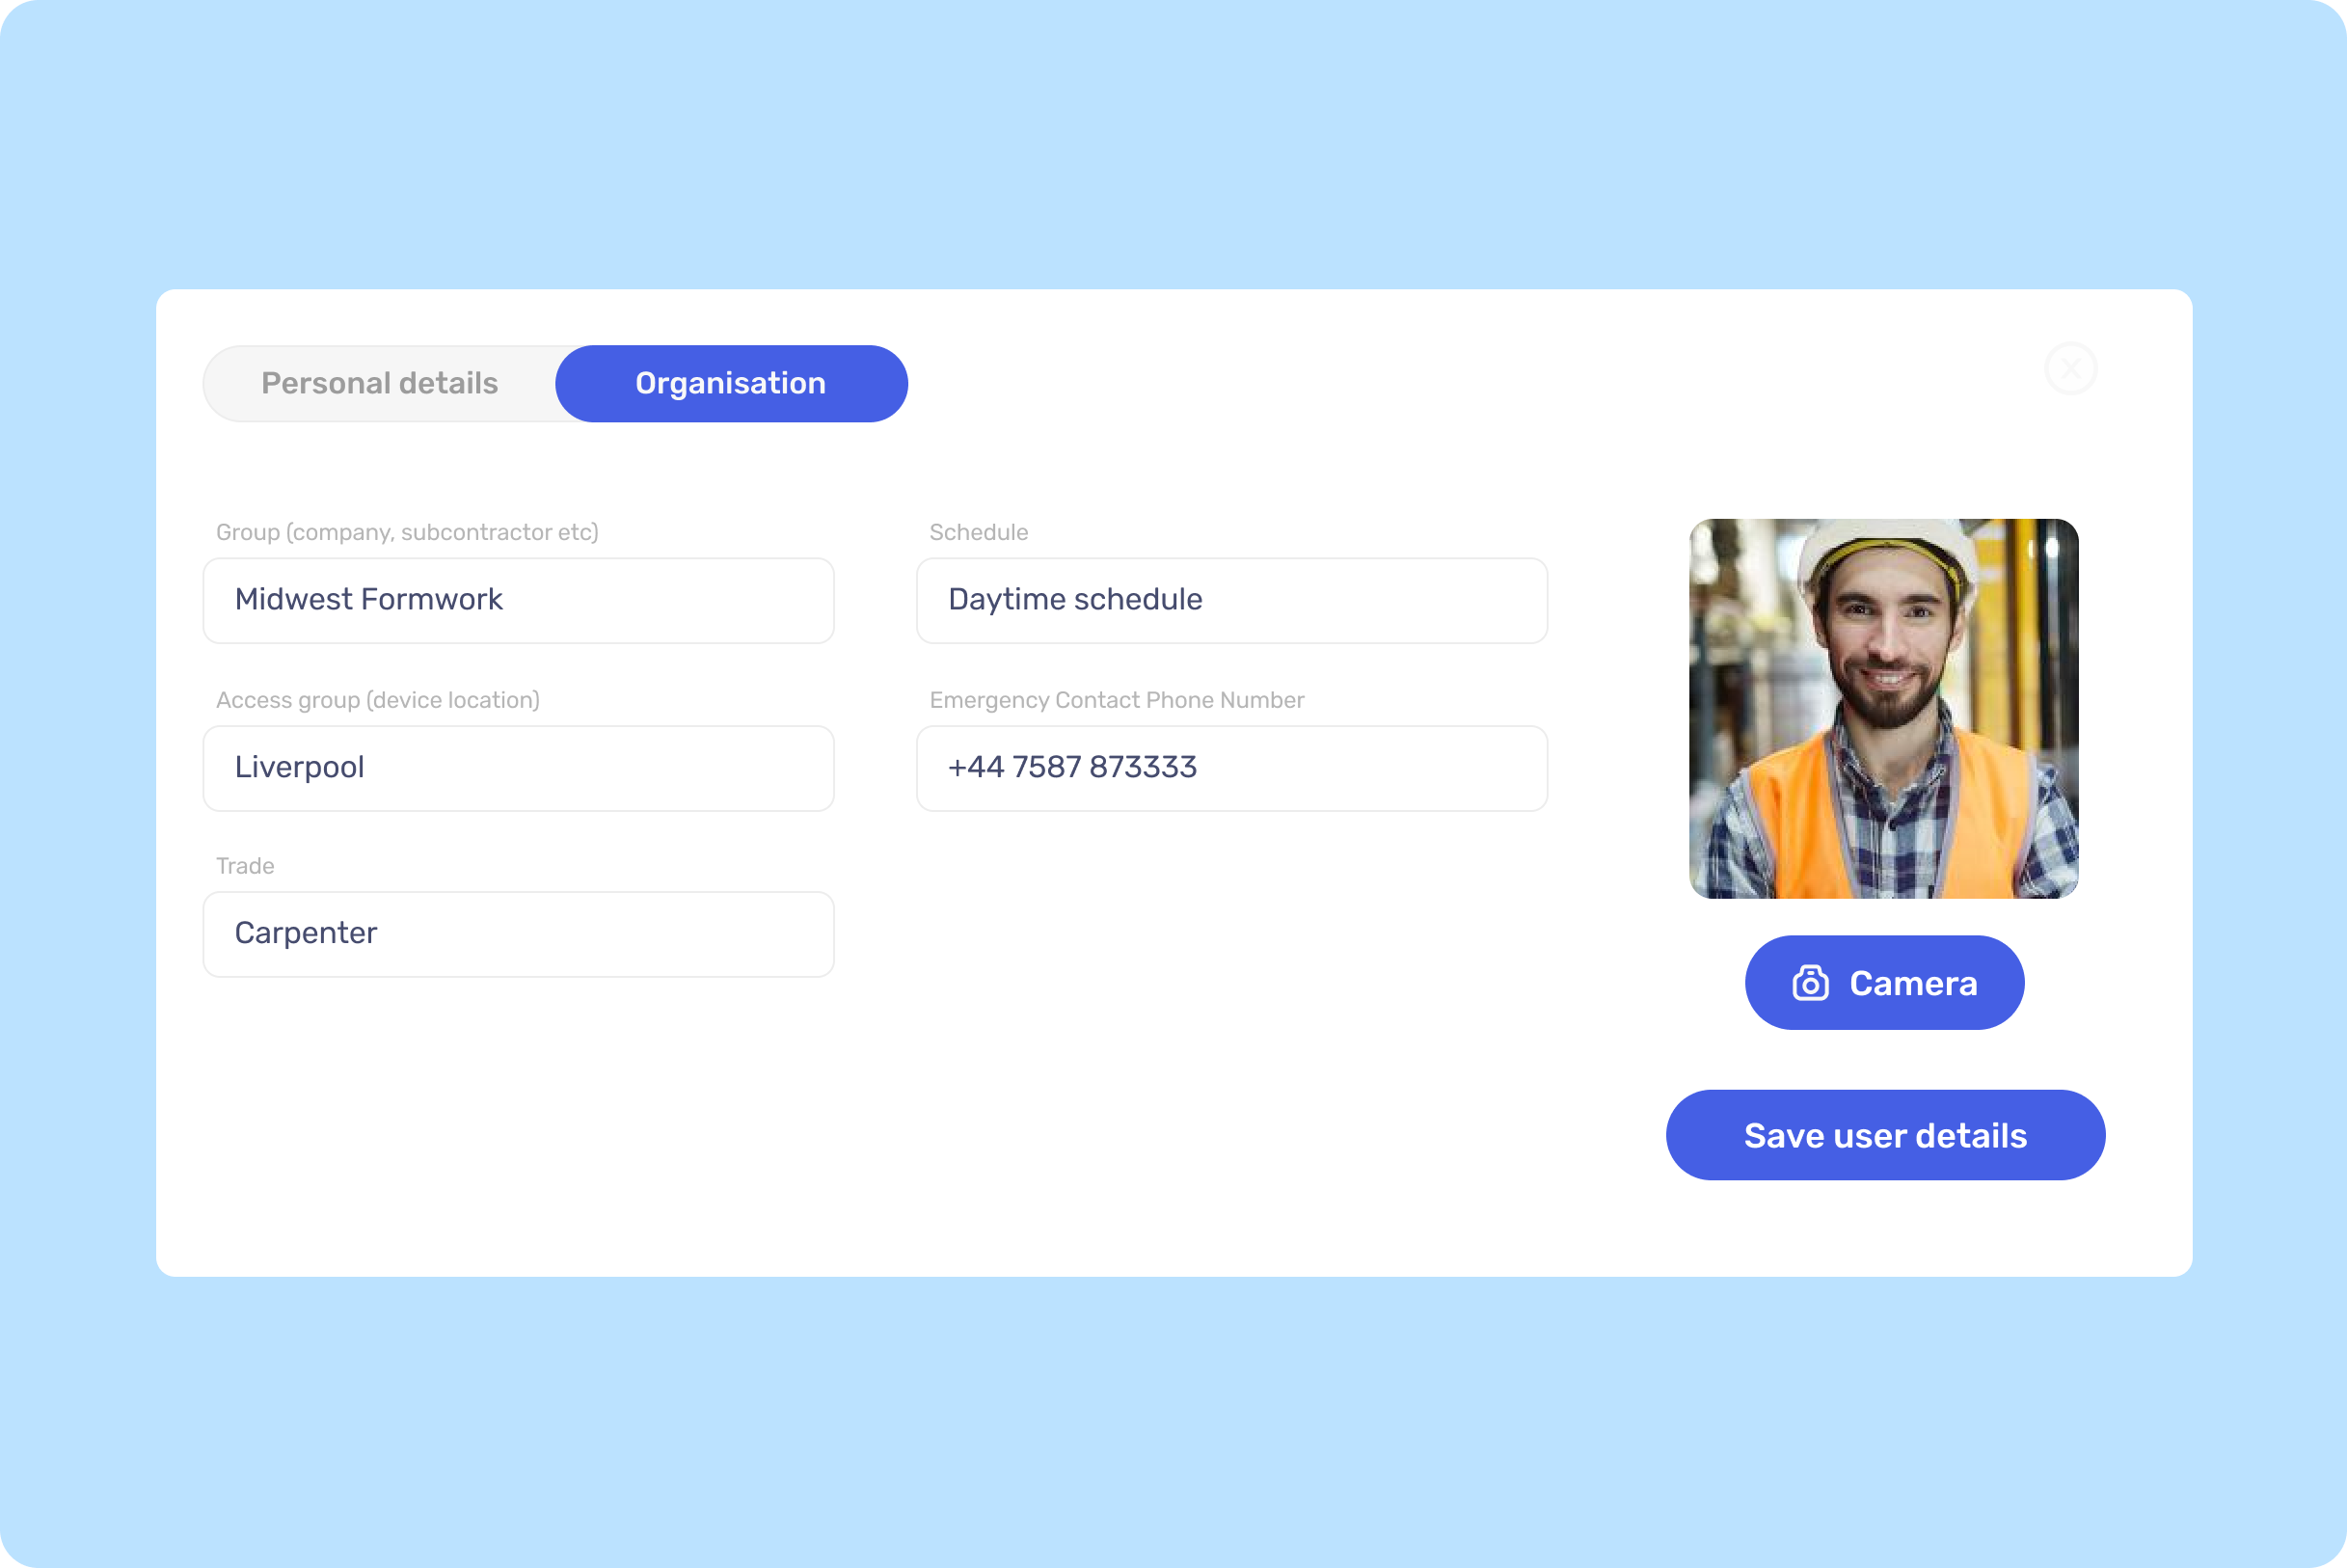 Personal details
Organisation
Group (company, subcontractor etc)
Midwest Formwork
Schedule
Daytime schedule
Access group (device location)
Liverpool
Emergency Contact Phone Number
+44 7587 873333
Trade
Carpenter
Camera
Save user details